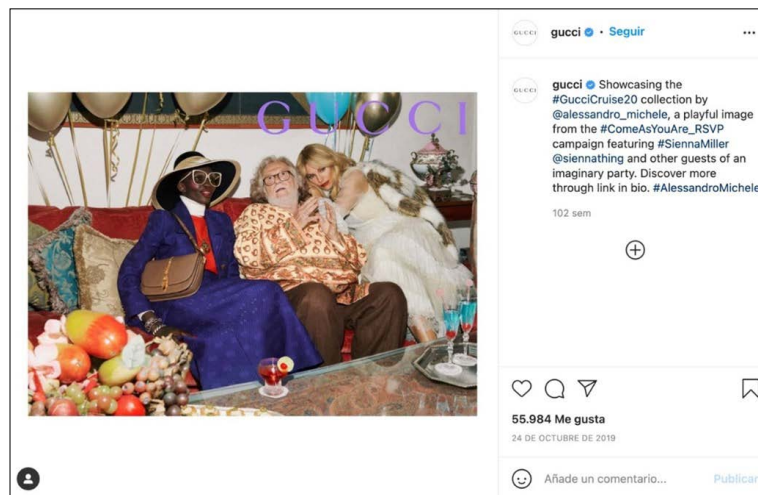 GUCCI
GUCCI
gucci • Seguir
GUCCI
gucci Showcasing the
#GucciCruise20 collection by
@alessandro_michele, a playful image
from the #ComeAsYouAre_RSVP
campaign featuring #SiennaMiller
@siennathing and other guests of an
imaginary party. Discover more
through link in bio. #AlessandroMichele
102 sem
55.984 Me gusta
24 DE OCTUBRE DE 2019
Añade un comentario...
Publicar